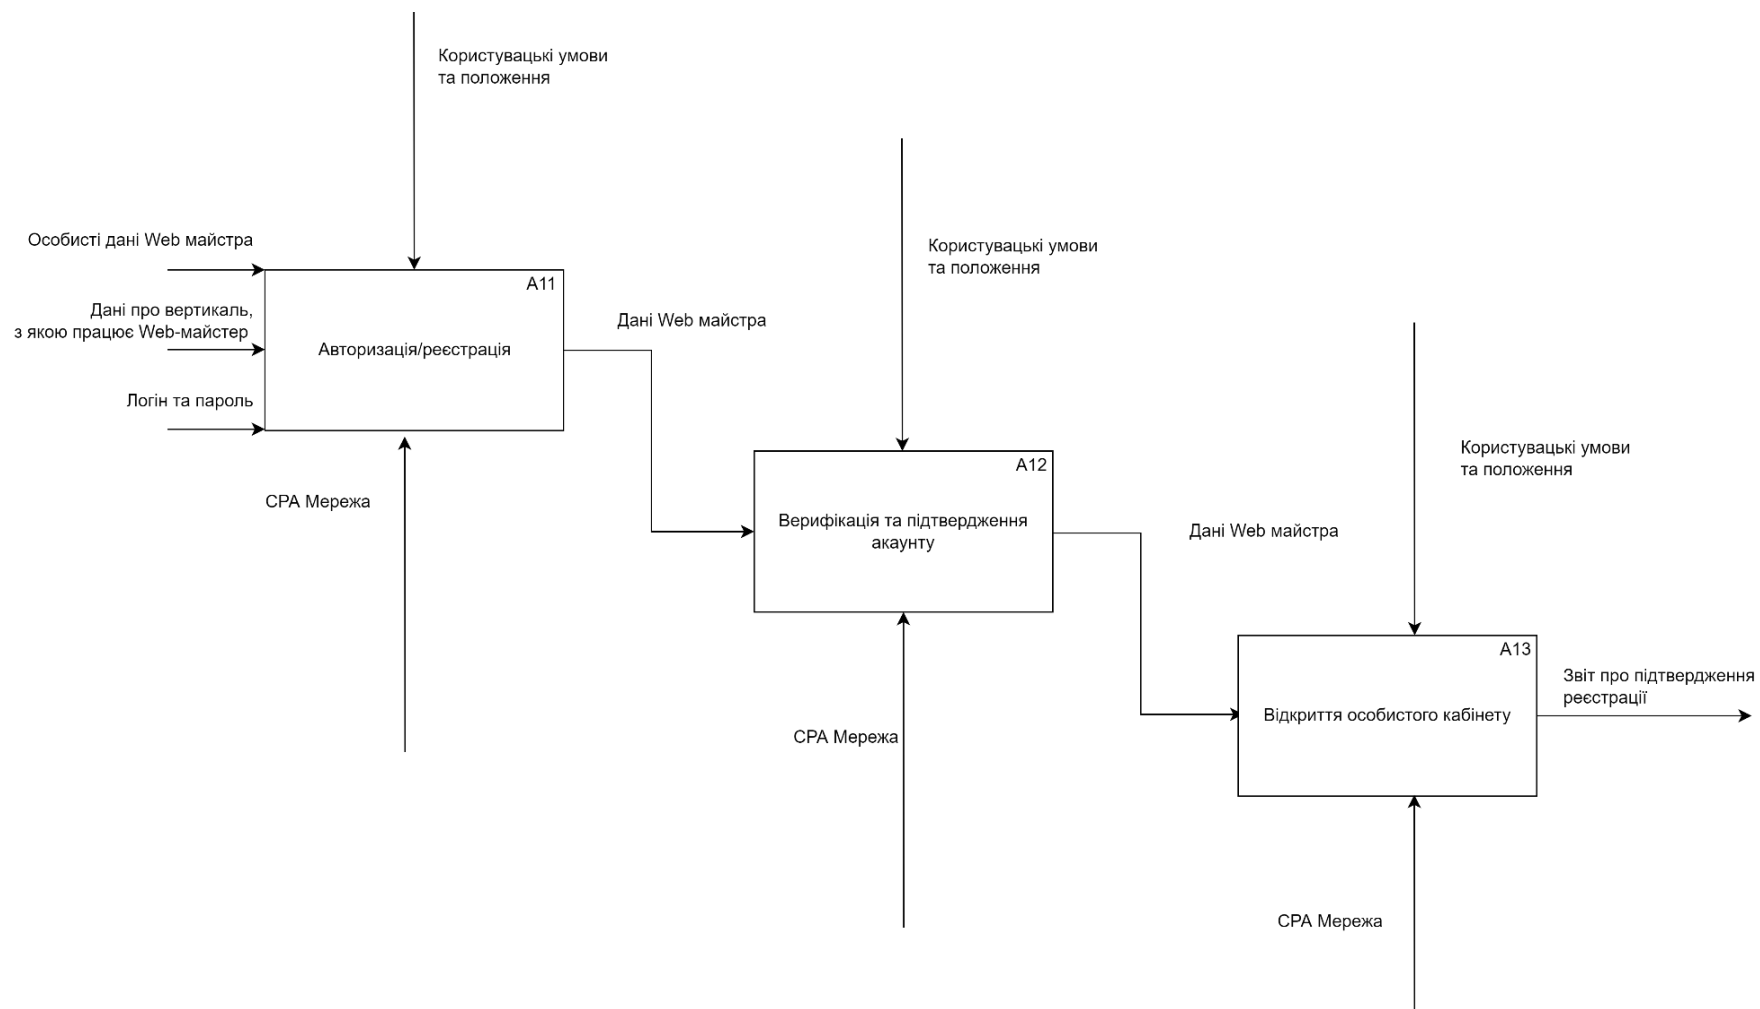 Користувацькі умови
та положення
Особисті дані Web майстра
Дані про вертикаль,
з якою працює Web-майстер
Логін та пароль
A11
Авторизація/реєстрація
CPA Мережа
Дані Web майстра
Користувацькі умови
та положення
A12
Верифікація та підтвердження
акаунту
CPA Мережа
Дані Web майстра
Користувацькі умови
та положення
A13
Відкриття особистого кабінету
Звіт про підтвердження
реєстрації
CPA Мережа